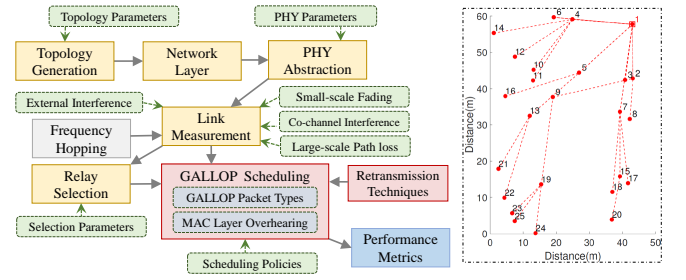 Topology Parameters
PHY Parameters
Topology
Generation
Network
Layer
PHY
Abstraction
External Interference
Small-scale Fading
Link
Measurement
Co-channel Interference
Frequency
Hopping
Large-scale Path loss
Relay
Selection
GALLOP Scheduling
GALLOP Packet Types
MAC Layer Overhearing
Retransmission
Techniques
Selection Parameters
Scheduling Policies
Performance
Metrics
60
50
40
30
20
10
0
Distance(m)
6
4
1
14
12
10
11
5
3
2
16
9
13
7
8
21
19
15
18
17
22
23
25
24
20
0
10
20
30
40
50
Distance(m)